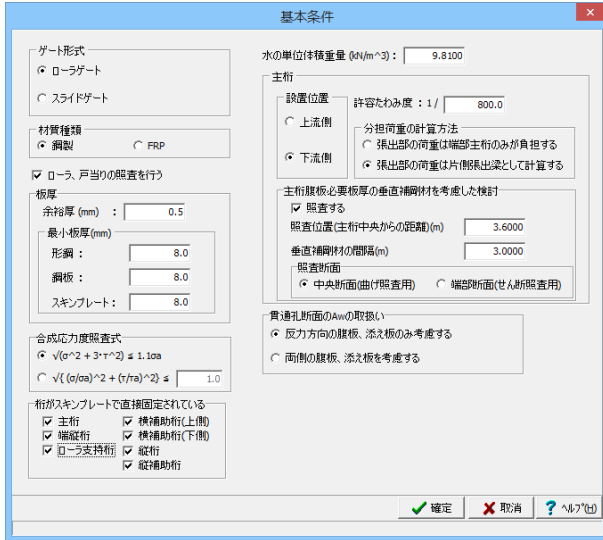 基本条件
ゲート形式
ローラゲート
スライドゲート
材質種類
鋼製
FRP
ローラ、戸当りの照査を行う
板厚
余裕厚 (mm) : 0.5
最小板厚(mm)
形鋼 : 8.0
鋼板 : 8.0
スキンプレート : 8.0
合成応力度照査式
√(σ^2 + 3・τ^2) ≦ 1.1σa
√{ (σ/σa)^2 + (τ/τa)^2} ≦ 1.0
桁がスキンプレートで直接固定されている
主桁
横補助桁(上側)
端縦桁
横補助桁(下側)
ローラ支持桁
縦桁
縦補助桁
水の単位体積重量 (kN/m^3) : 9.8100
主桁
設置位置
上流側
下流側
許容たわみ度 : 1/ 800.0
分担荷重の計算方法
張出部の荷重は端部主桁のみが負担する
張出部の荷重は片側張出梁として計算する
主桁腹板必要板厚の垂直補剛材を考慮した検討
照査する
照査位置(主桁中央からの距離)(m) 3.6000
垂直補剛材の間隔(m) 3.0000
照査断面
中央断面(曲げ照査用)
端部断面(せん断照査用)
貫通孔断面のAwの取扱い
反力方向の腹板、添え板のみ考慮する
両側の腹板、添え板を考慮する
確定
取消
ヘルプ(H)